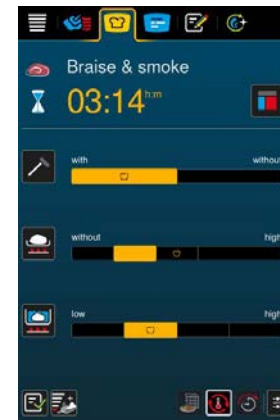 Braise & smoke
03:14 h:m
with without
without high
low high